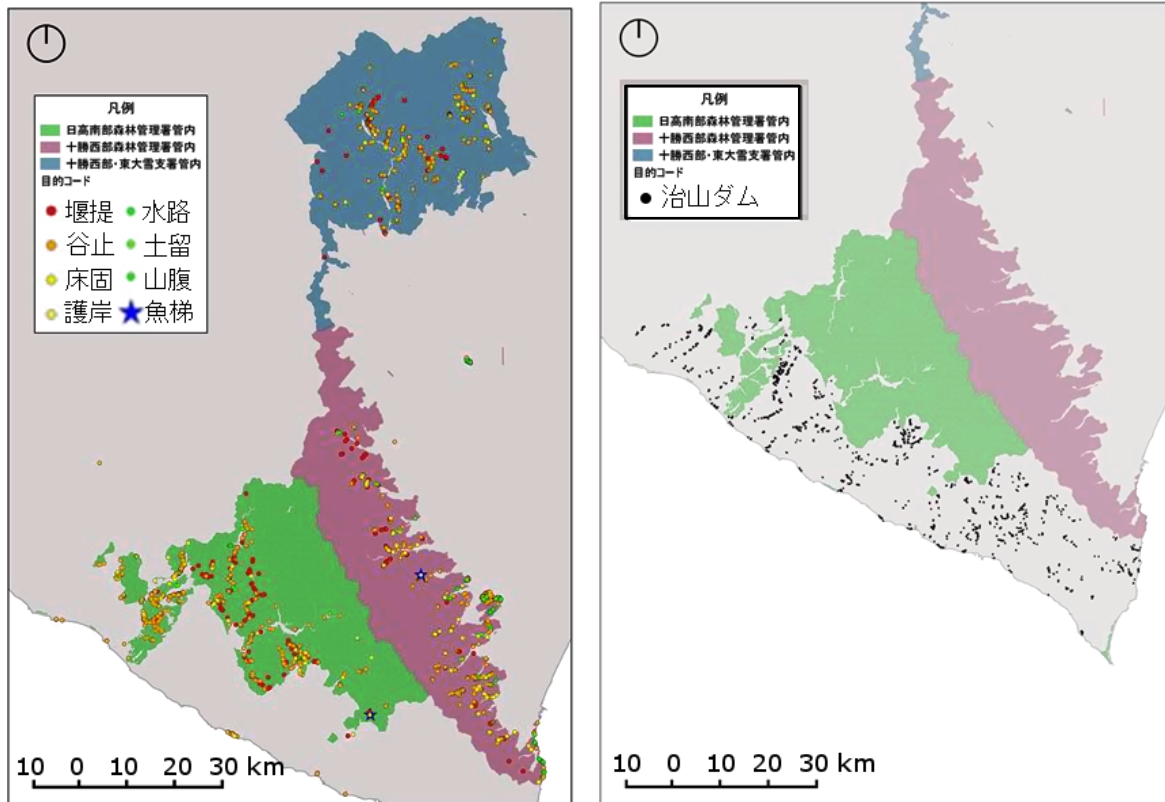 凡例
日高南部森林管理署管内
十勝西部森林管理署管内
十勝西部・東大雪支署管内
目的コード
堰提 水路
谷止 土留
床固 山腹
護岸 魚梯
10 0 10 20 30 km
凡例
日高南部森林管理署管内
十勝西部森林管理署管内
十勝西部・東大雪支署管内
目的コード
治山ダム
10 0 10 20 30 km